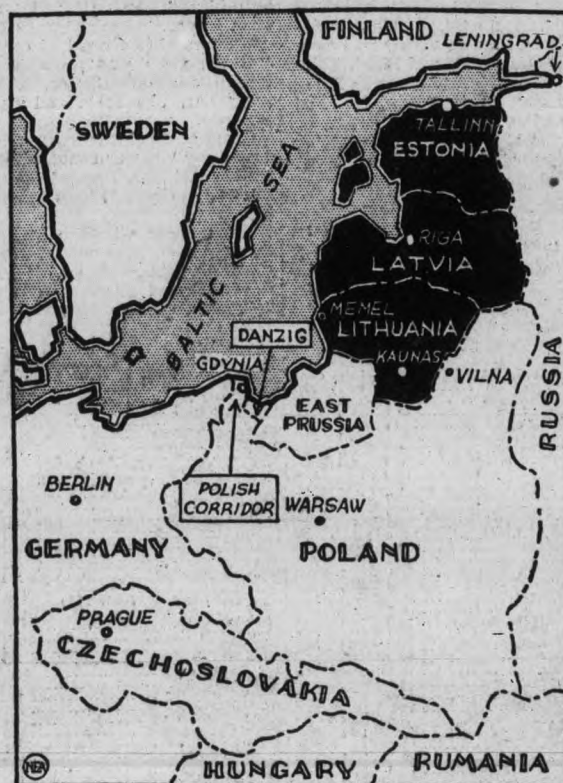 FINLAND
LENINGRAD
SWEDEN
TALLINN
ESTONIA
BALTIC SEA
RIGA
LATVIA
MEMEL
LITHUANIA
DANZIG
GDYNIA
KAUNAS
VILNA
RUSSIA
EAST
PRUSSIA
BERLIN
POLISH
CORRIDOR
WARSAW
GERMANY
POLAND
PRAGUE
CZECHOSLOVAKIA
NEA
HUNGARY
RUMANIA